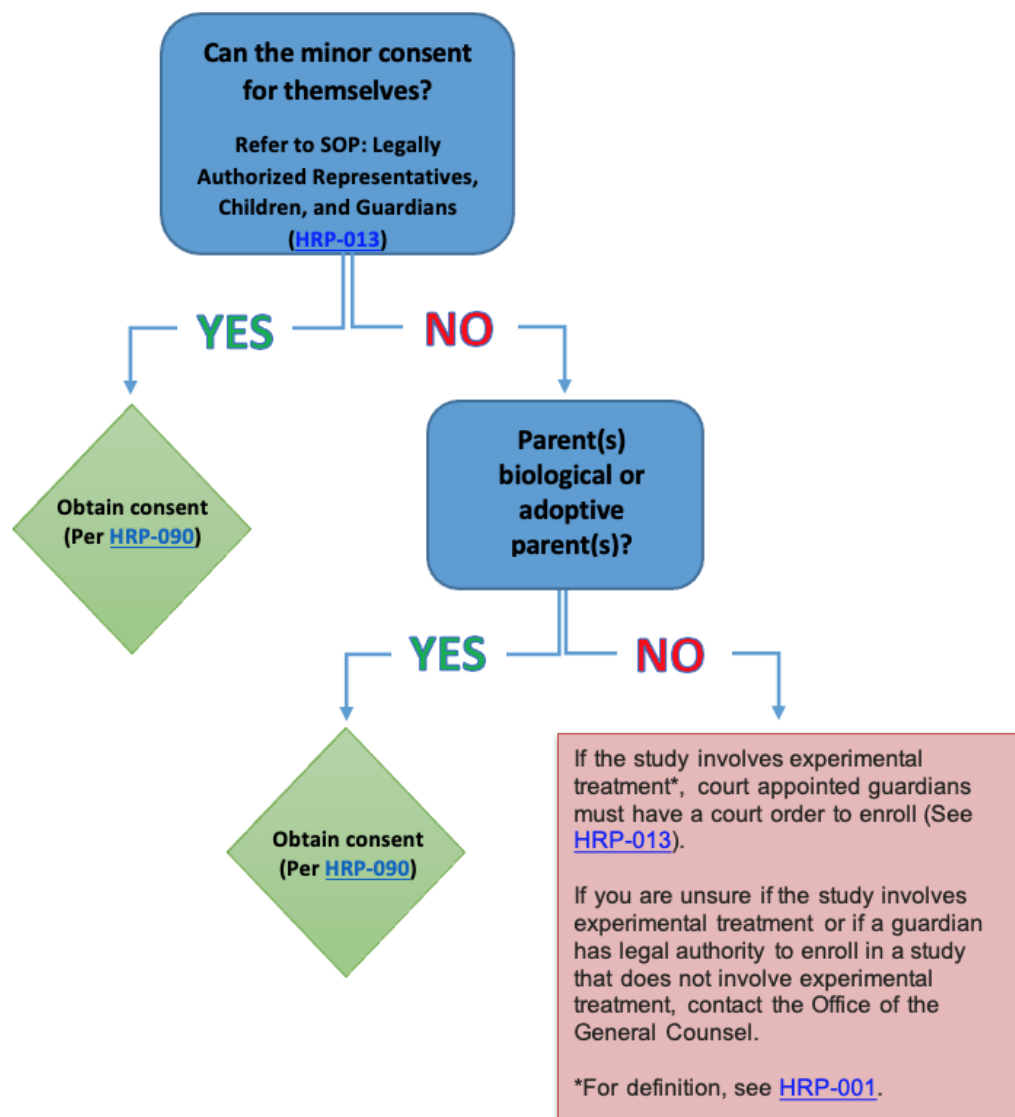 Can the minor consent
for themselves?
Refer to SOP: Legally
Authorized Representatives,
Children, and Guardians
(HRP-013)
YES
NO
Obtain consent
(Per HRP-090)
Parent(s)
biological or
adoptive
parent(s)?
YES
NO
Obtain consent
(Per HRP-090)
If the study involves experimental
treatment*, court appointed guardians
must have a court order to enroll (See
HRP-013).
If you are unsure if the study involves
experimental treatment or if a guardian
has legal authority to enroll in a study
that does not involve experimental
treatment, contact the Office of the
General Counsel.
*For definition, see HRP-001.